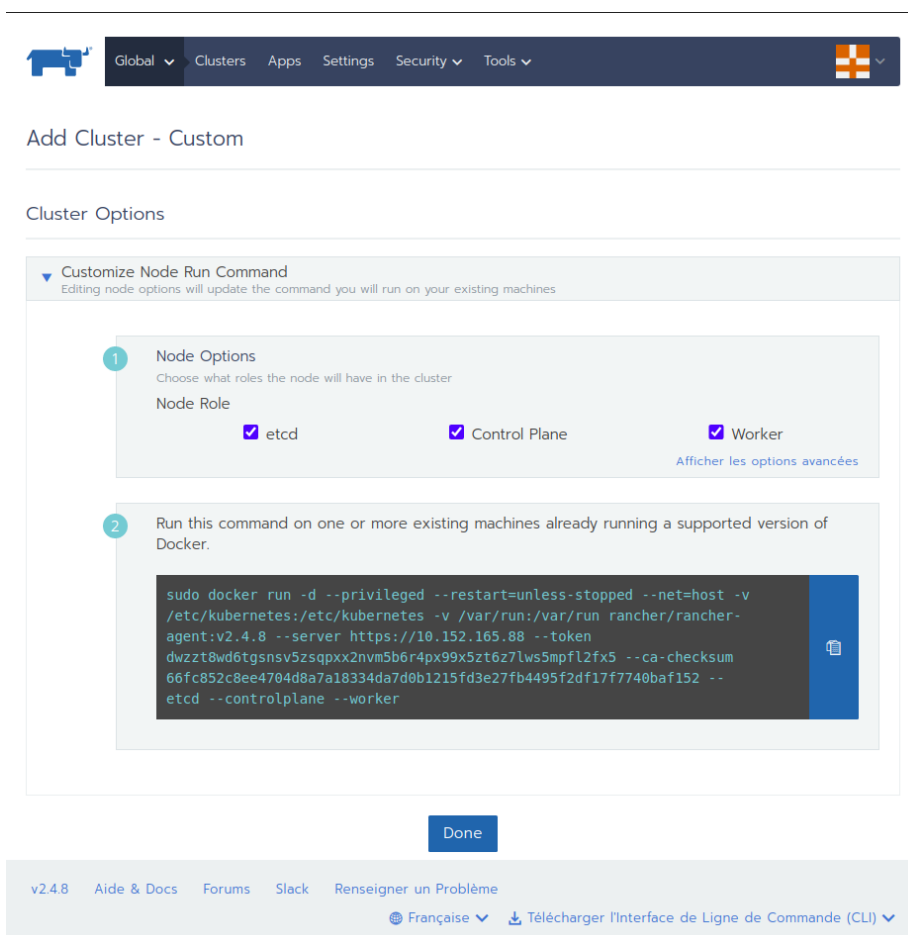 Global Clusters Apps Settings Security Tools
Add Cluster - Custom
Cluster Options
Customize Node Run Command
Editing node options will update the command you will run on your existing machines
1
Node Options
Choose what roles the node will have in the cluster
Node Role
etcd Control Plane Worker
Afficher les options avancées
2
Run this command on one or more existing machines already running a supported version of
Docker.
sudo docker run -d --privileged --restart=unless-stopped --net=host -v
/etc/kubernetes:/etc/kubernetes -v /var/run:/var/run rancher/rancher-
agent:v2.4.8 --server https://10.152.165.88 --token
dwzzt8wd6tgsnsv5zsqpxx2nvm5b6r4px99x5zt6z7lws5mpfl2fx5 --ca-checksum
66fc852c8ee4704d8a7a18334da7d0b1215fd3e27fb4495f2df17f7740baf152 --
etcd --controlplane --worker
Done
v2.4.8 Aide & Docs Forums Slack Renseigner un Problème
Française Télécharger l'Interface de Ligne de Commande (CLI)